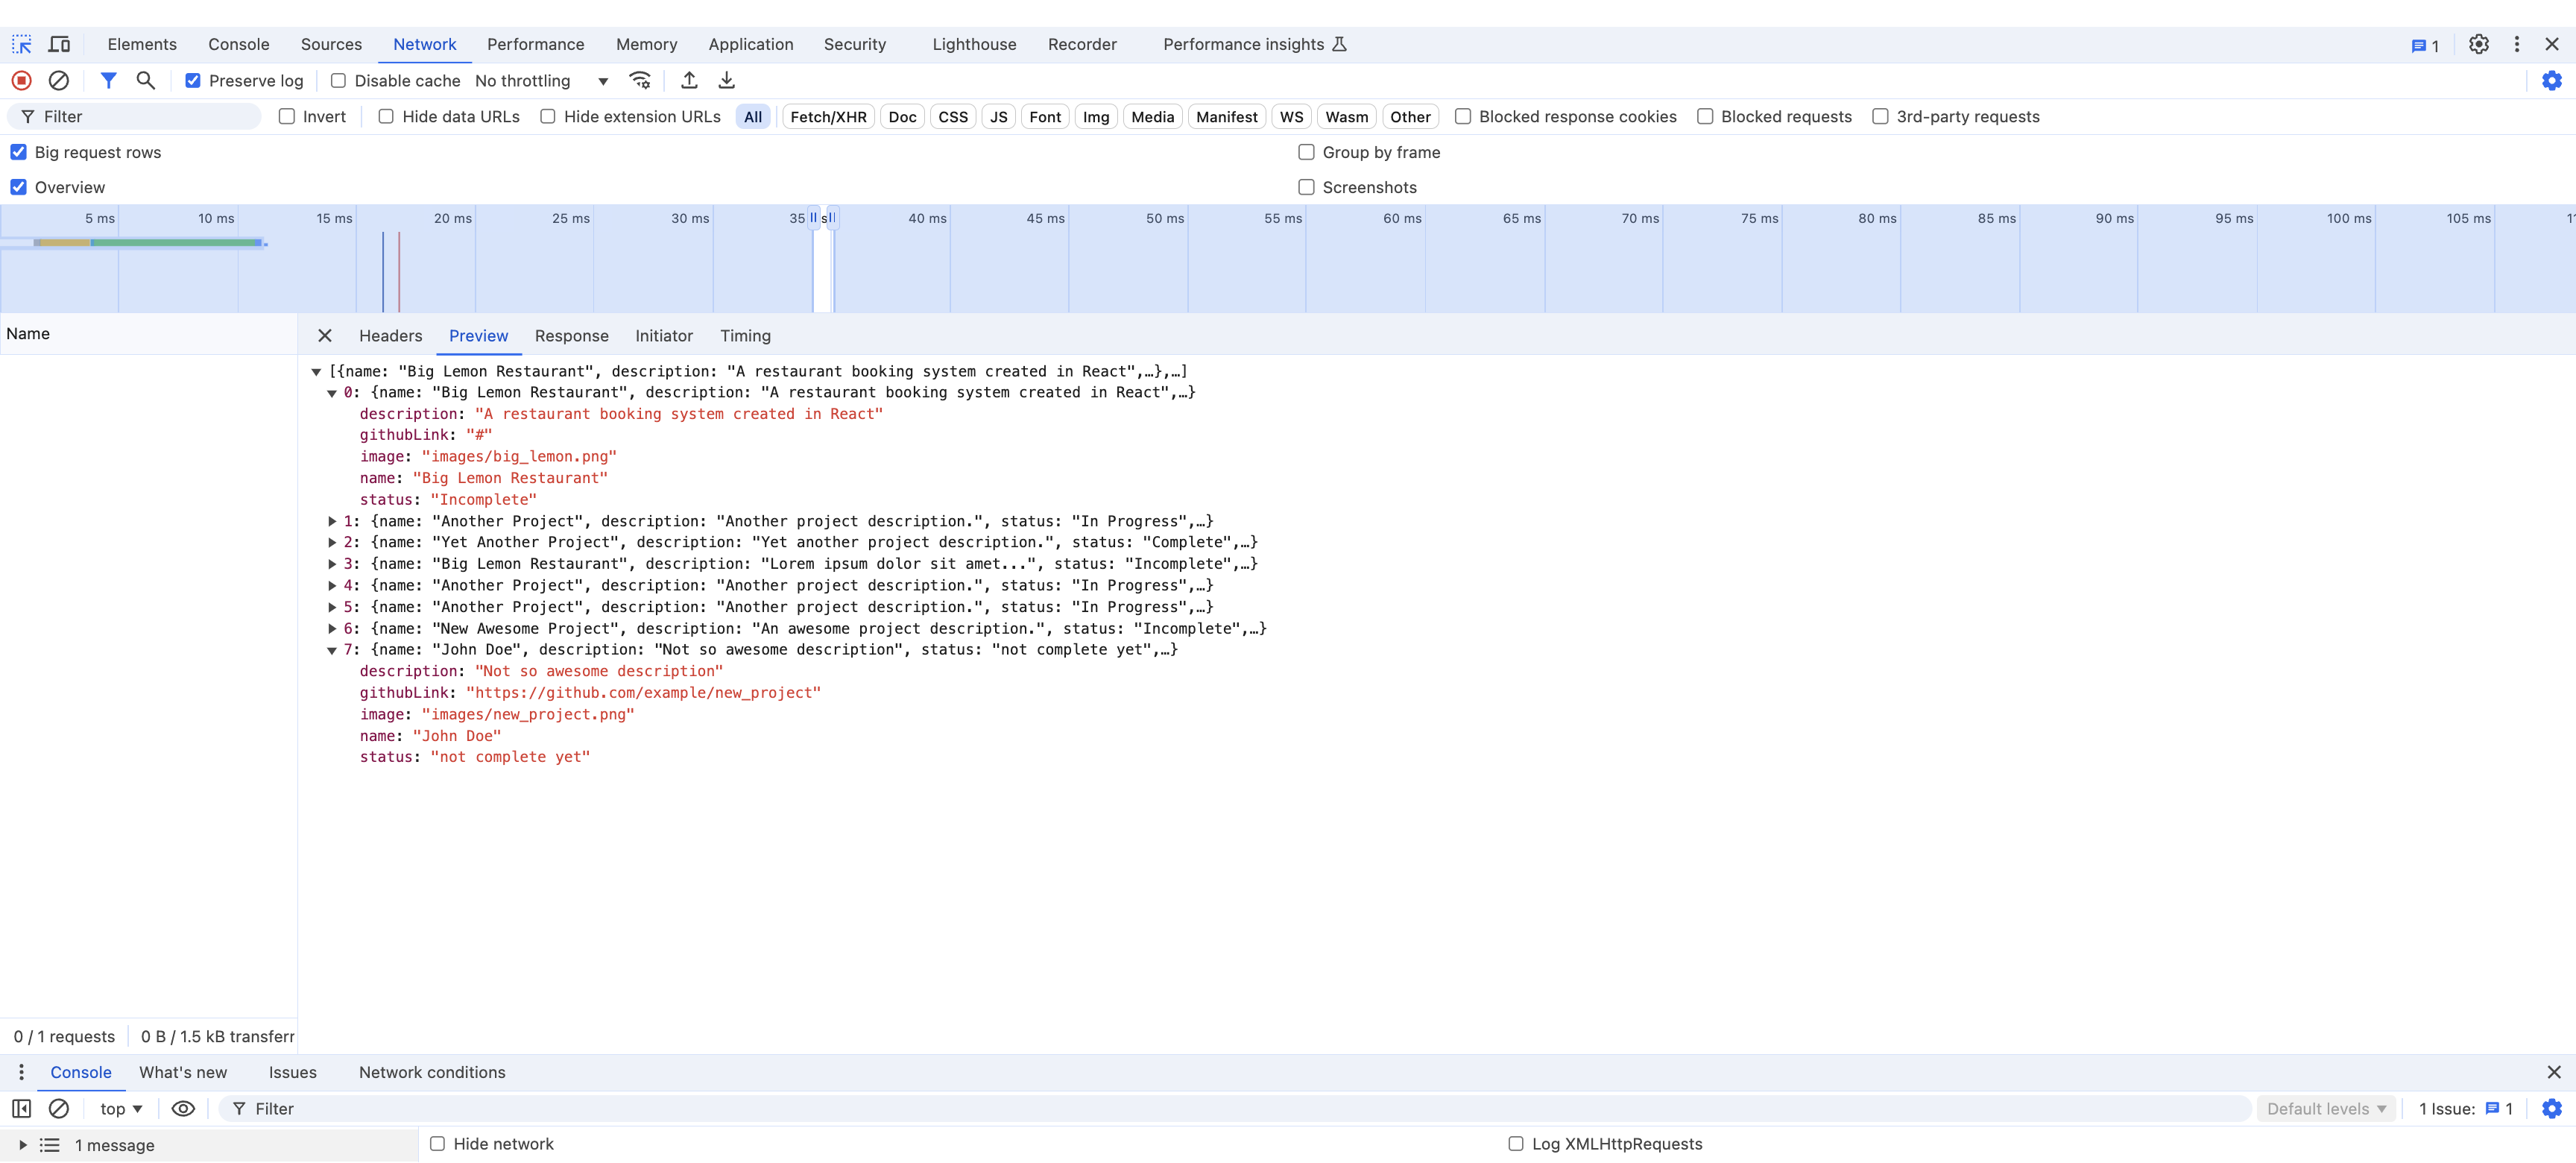 Elements Console Sources Network Performance Memory Application Security Lighthouse Recorder Performance insights 1
Preserve log Disable cache No throttling
Filter Invert Hide data URLs Hide extension URLs All Fetch/XHR Doc CSS JS Font Img Media Manifest WS Wasm Other Blocked response cookies Blocked requests 3rd-party requests
Big request rows Group by frame
Overview Screenshots
5 ms 10 ms 15 ms 20 ms 25 ms 30 ms 35 s 40 ms 45 ms 50 ms 55 ms 60 ms 65 ms 70 ms 75 ms 80 ms 85 ms 90 ms 95 ms 100 ms 105 ms
Name Headers Preview Response Initiator Timing
[{name: "Big Lemon Restaurant", description: "A restaurant booking system created in React",…},…]
0: {name: "Big Lemon Restaurant", description: "A restaurant booking system created in React",…}
description: "A restaurant booking system created in React"
githubLink: "#"
image: "images/big_lemon.png"
name: "Big Lemon Restaurant"
status: "Incomplete"
1: {name: "Another Project", description: "Another project description.", status: "In Progress",…}
2: {name: "Yet Another Project", description: "Yet another project description.", status: "Complete",…}
3: {name: "Big Lemon Restaurant", description: "Lorem ipsum dolor sit amet...", status: "Incomplete",…}
4: {name: "Another Project", description: "Another project description.", status: "In Progress",…}
5: {name: "Another Project", description: "Another project description.", status: "In Progress",…}
6: {name: "New Awesome Project", description: "An awesome project description.", status: "Incomplete",…}
7: {name: "John Doe", description: "Not so awesome description", status: "not complete yet",…}
description: "Not so awesome description"
githubLink: "https://github.com/example/new_project"
image: "images/new_project.png"
name: "John Doe"
status: "not complete yet"
0 / 1 requests 0 B / 1.5 kB transferr
Console What's new Issues Network conditions
top Filter Default levels 1 Issue: 1
1 message Hide network Log XMLHttpRequests